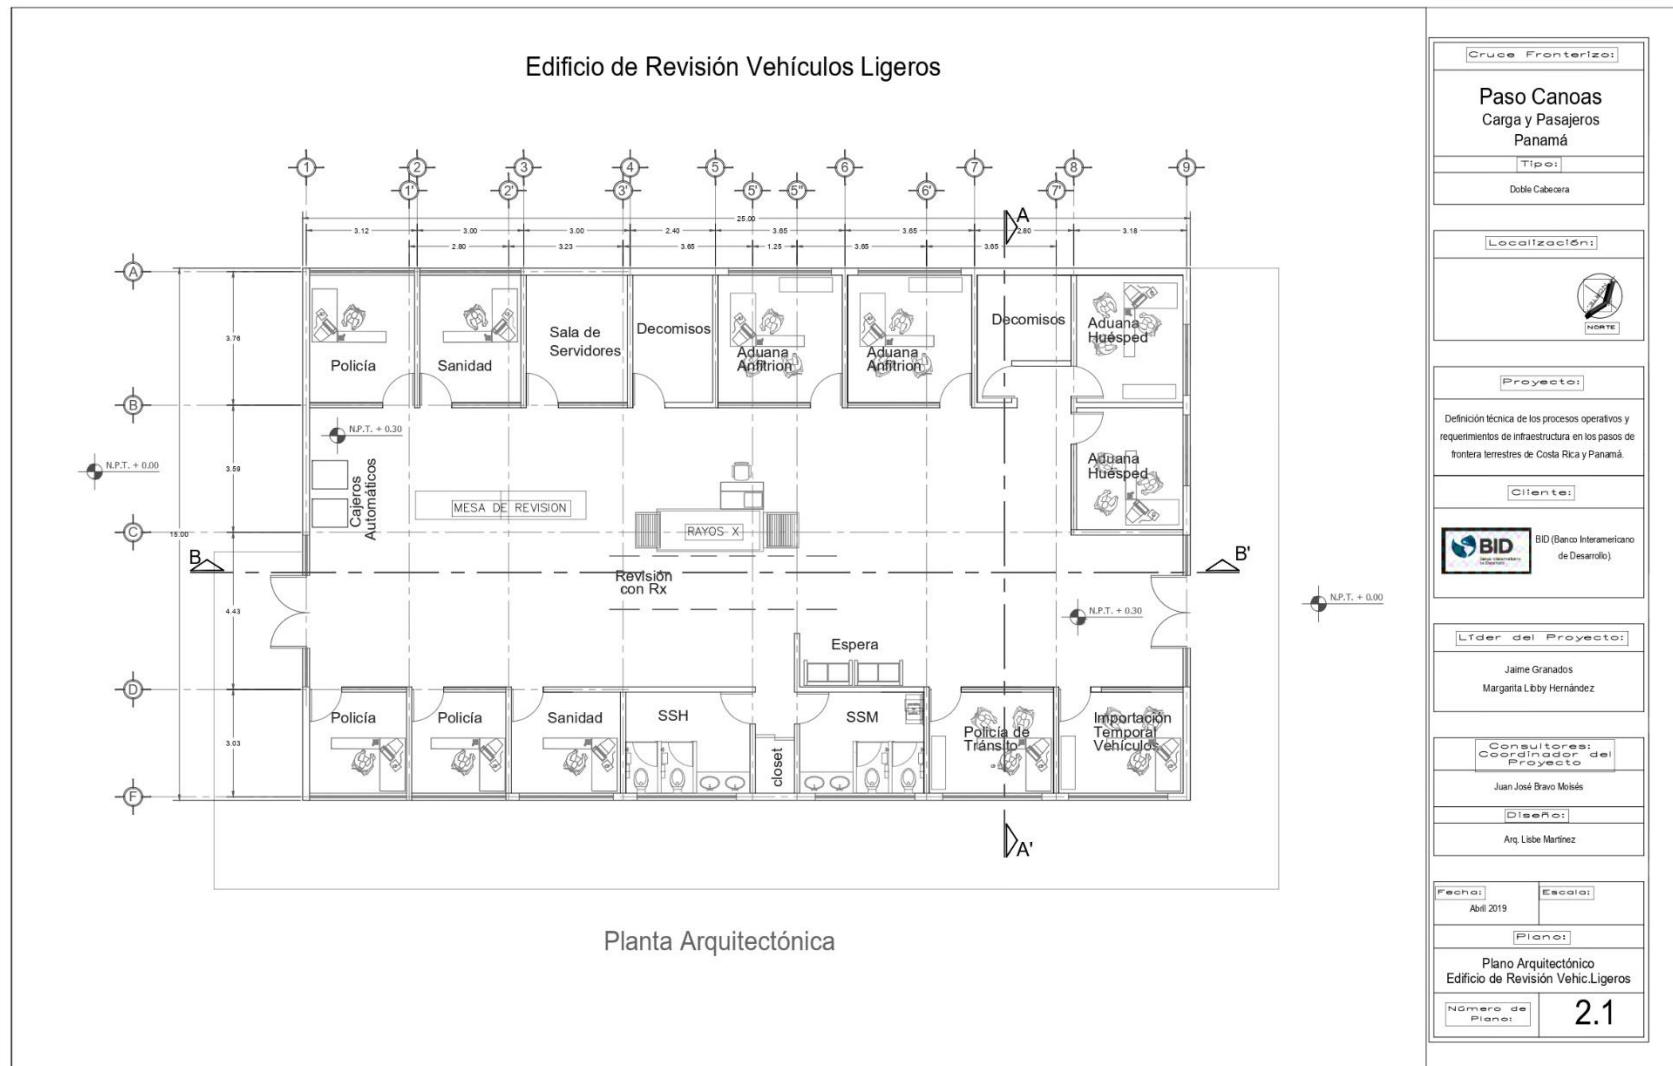 Edificio de Revisión Vehículos Ligeros
1
2
3
4
5
6
7
8
9
1'
2'
3'
5'
5"
6'
7'
25.00
A
3.12
3.00
3.00
2.40
3.65
3.65
2.80
3.18
2.80
3.23
3.65
1.25
3.65
3.65
A
B
C
D
F
3.76
3.59
15.00
4.43
3.03
Policía
Sanidad
Sala de
Servidores
Decomisos
Aduana
Anfitrion
Aduana
Anfitrion
Decomisos
Aduana
Huésped
N.P.T. + 0.30
N.P.T. + 0.00
Cajeros
Automáticos
MESA DE REVISION
RAYOS X
Aduana
Huésped
B
B'
Revisión
con Rx
N.P.T. + 0.30
N.P.T. + 0.00
Espera
Policía
Policía
Sanidad
SSH
closet
SSM
Policía de
Tránsito
Importación
Temporal
Vehículos
A'
Planta Arquitectónica
Cruce Fronterizo:
Paso Canoas
Carga y Pasajeros
Panamá
Tipo:
Doble Cabecera
Localización:
NORTE
Proyecto:
Definición técnica de los procesos operativos y
requerimientos de infraestructura en los pasos de
frontera terrestres de Costa Rica y Panamá.
Cliente:
BID
BID (Banco Interamericano
de Desarrollo).
Líder del Proyecto:
Jaime Granados
Margarita Libby Hernández
Consultores:
Coordinador del
Proyecto
Juan José Bravo Moisés
Diseño:
Arq. Lisbe Martínez
Fecha:
Abril 2019
Escala:
Plano:
Plano Arquitectónico
Edificio de Revisión Vehic.Ligeros
Número de
Plano:
2.1